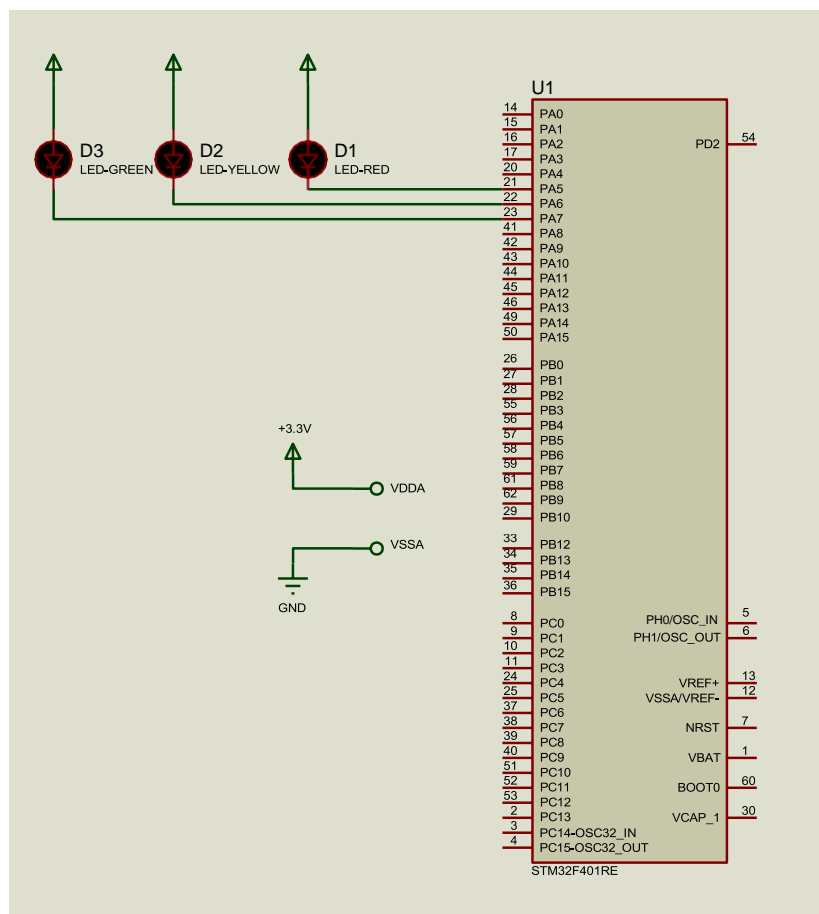 U1
14 PA0
15 PA1
16 PA2
PD2 54
17 PA3
20 PA4
21 PA5
22 PA6
23 PA7
41 PA8
42 PA9
43 PA10
44 PA11
45 PA12
46 PA13
49 PA14
50 PA15
D3
LED-GREEN
D2
LED-YELLOW
D1
LED-RED
26 PB0
27 PB1
28 PB2
55 PB3
56 PB4
57 PB5
58 PB6
59 PB7
61 PB8
62 PB9
29 PB10
+3.3V
VDDA
VSSA
GND
33 PB12
34 PB13
35 PB14
36 PB15
8 PC0
9 PC1
10 PC2
11 PC3
24 PC4
25 PC5
37 PC6
38 PC7
39 PC8
40 PC9
51 PC10
52 PC11
53 PC12
2 PC13
3 PC14-OSC32_IN
4 PC15-OSC32_OUT
PH0/OSC_IN 5
PH1/OSC_OUT 6
VREF+ 13
VSSA/VREF- 12
NRST 7
VBAT 1
BOOT0 60
VCAP_1 30
STM32F401RE